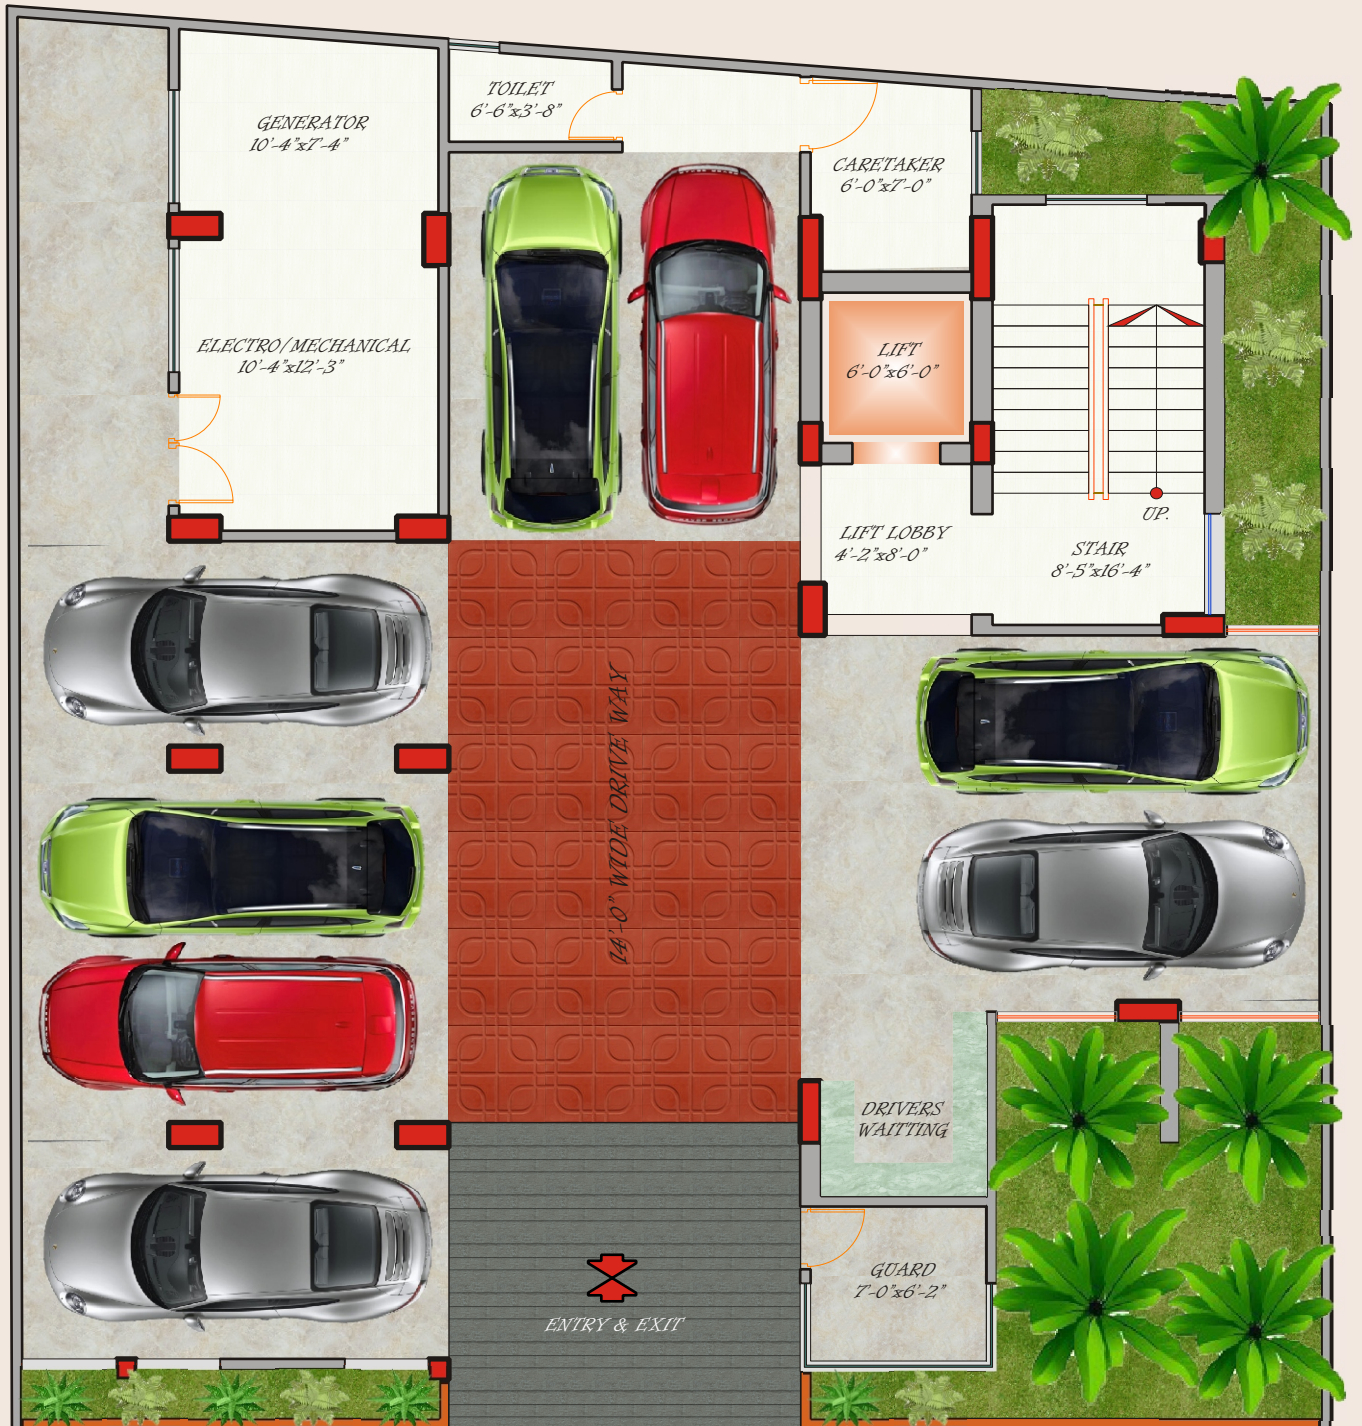 TOILET
6'-6"x3'-8"
GENERATOR
10'-4"x7'-4"
CARETAKER
6'-0"x7'-0"
ELECTRO/MECHANICAL
10'-4"x12'-3"
LIFT
6'-0"x6'-0"
UP.
LIFT LOBBY
4'-2"x8'-0"
STAIR
8'-5"x16'-4"
14'-0" WIDE DRIVE WAY
DRIVERS
WAITTING
GUARD
7'-0"x6'-2"
ENTRY & EXIT